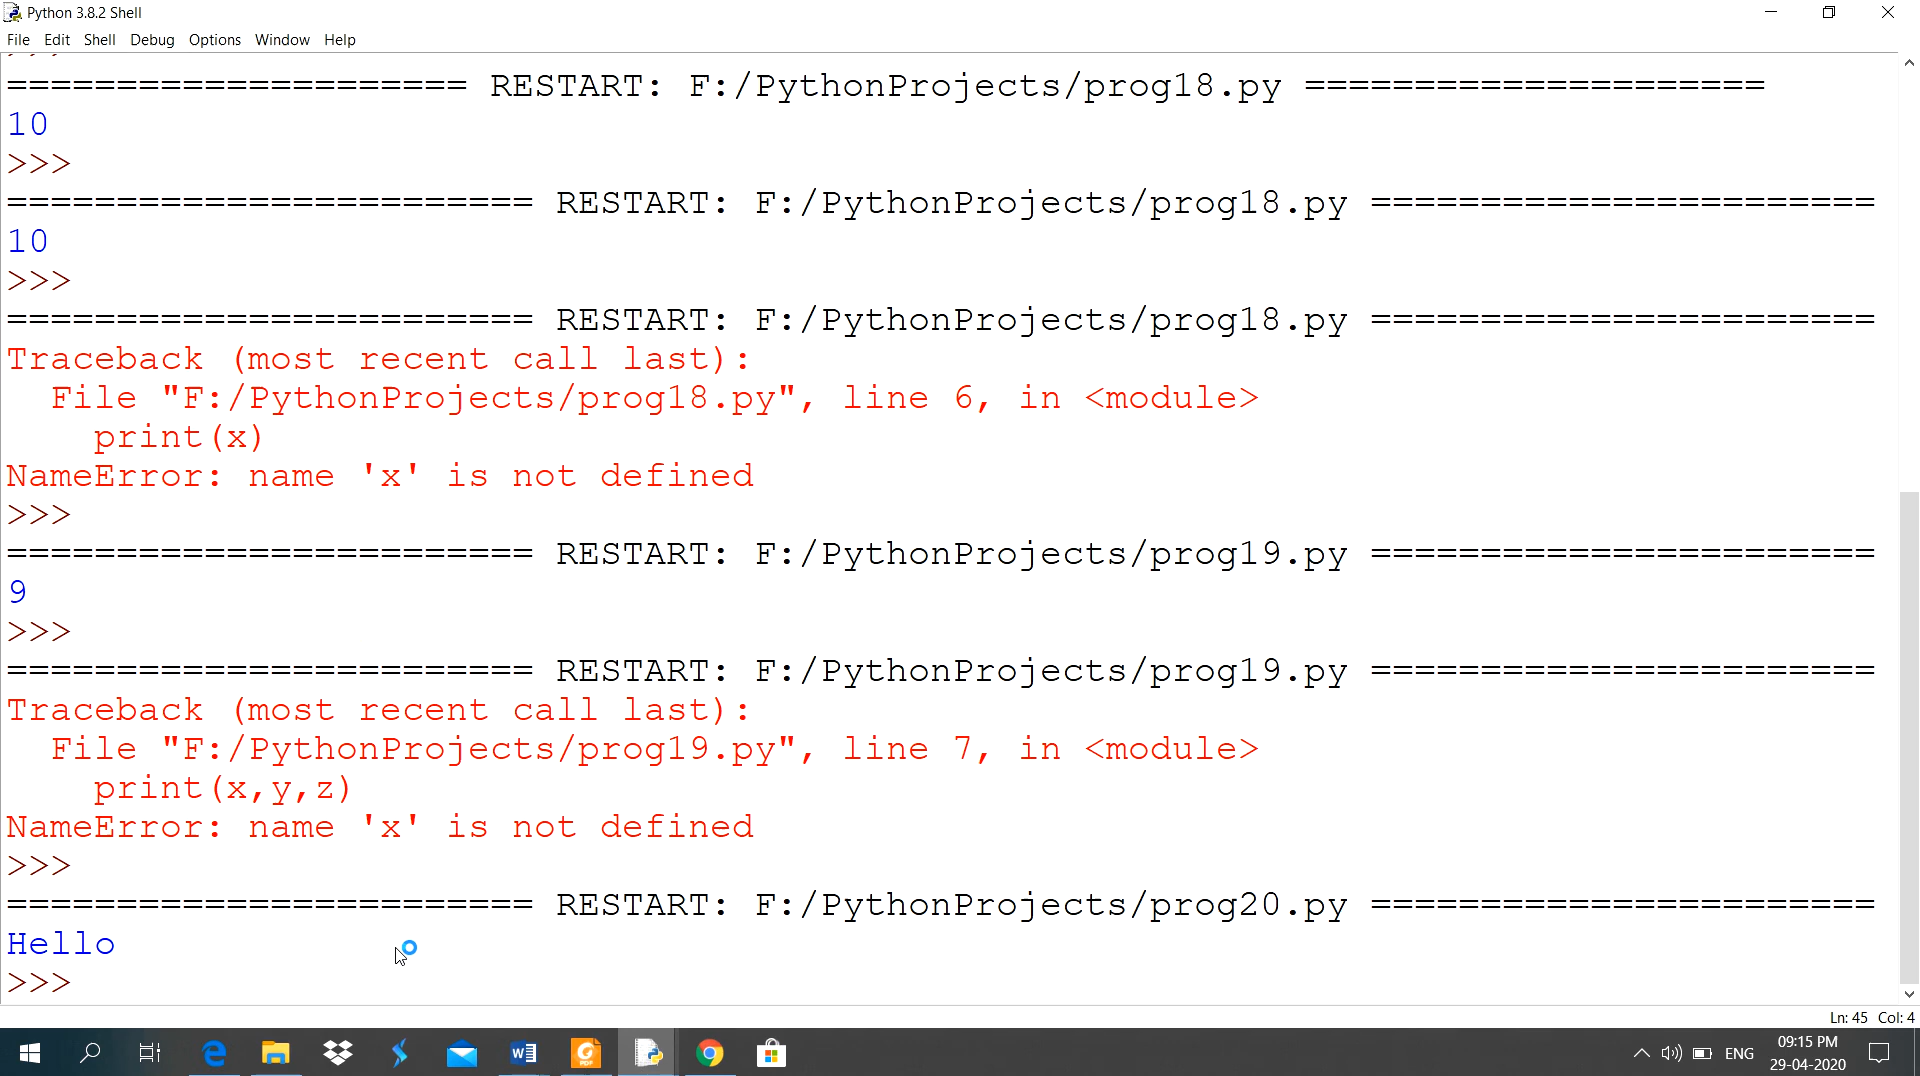 Python 3.8.2 Shell
File Edit Shell Debug Options Window Help
>>>
===================== RESTART: F:/PythonProjects/prog18.py =====================
10
>>>
======================== RESTART: F:/PythonProjects/prog18.py =======================
10
>>>
======================== RESTART: F:/PythonProjects/prog18.py =======================
Traceback (most recent call last):
  File "F:/PythonProjects/prog18.py", line 6, in <module>
    print(x)
NameError: name 'x' is not defined
>>>
======================== RESTART: F:/PythonProjects/prog19.py =======================
9
>>>
======================== RESTART: F:/PythonProjects/prog19.py =======================
Traceback (most recent call last):
  File "F:/PythonProjects/prog19.py", line 7, in <module>
    print(x,y,z)
NameError: name 'x' is not defined
>>>
======================== RESTART: F:/PythonProjects/prog20.py =======================
Hello
>>>
Ln: 45 Col: 4
ENG
09:15 PM
29-04-2020